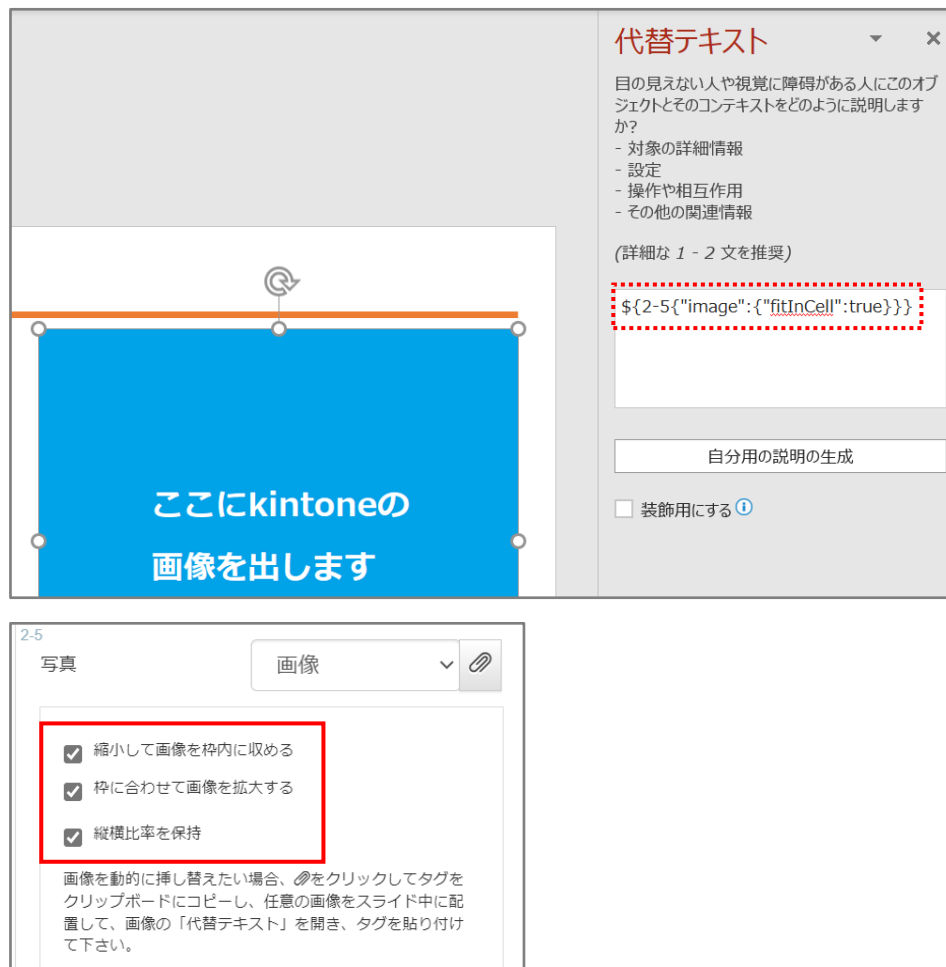 代替テキスト
目の見えない人や視覚に障碍がある人にこのオブ
ジェクトとそのコンテキストをどのように説明します
か?
- 対象の詳細情報
- 設定
- 操作や相互作用
- その他の関連情報
(詳細な 1 - 2 文を推奨)
${2-5{"image":{"fitInCell":true}}}
自分用の説明の生成
装飾用にする
ここにkintoneの
画像を出します
2-5
写真
画像
縮小して画像を枠内に収める
枠に合わせて画像を拡大する
縦横比率を保持
画像を動的に挿し替えたい場合、をクリックしてタグを
クリップボードにコピーし、任意の画像をスライド中に配
置して、画像の「代替テキスト」を開き、タグを貼り付け
て下さい。